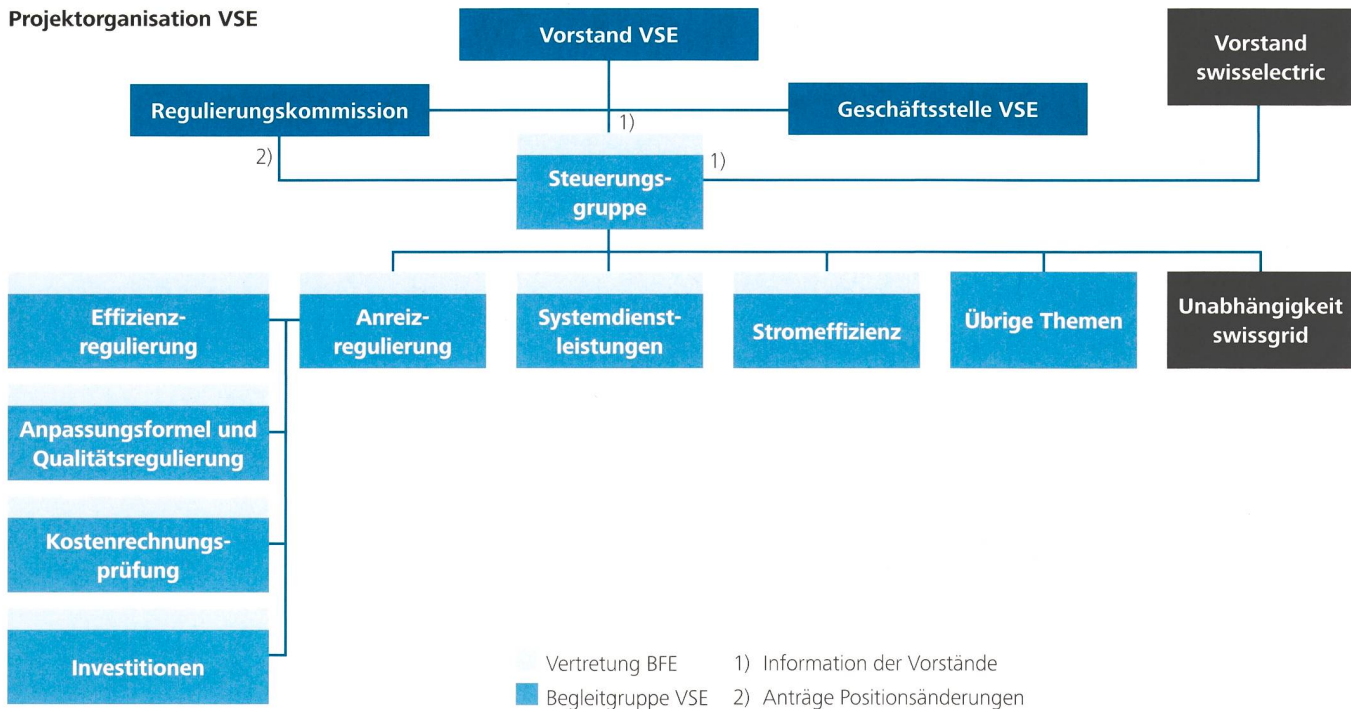 Projektorganisation VSE
Vorstand VSE
Vorstand
swisselectric
Regulierungskommission
Geschäftsstelle VSE
1)
2)
1)
Steuerungs-
gruppe
Effizienz-
regulierung
Anreiz-
regulierung
Systemdienst-
leistungen
Stromeffizienz
Übrige Themen
Unabhängigkeit
swissgrid
Anpassungsformel und
Qualitätsregulierung
Kostenrechnungs-
prüfung
Investitionen
Vertretung BFE
1) Information der Vorstände
Begleitgruppe VSE
2) Anträge Positionsänderungen